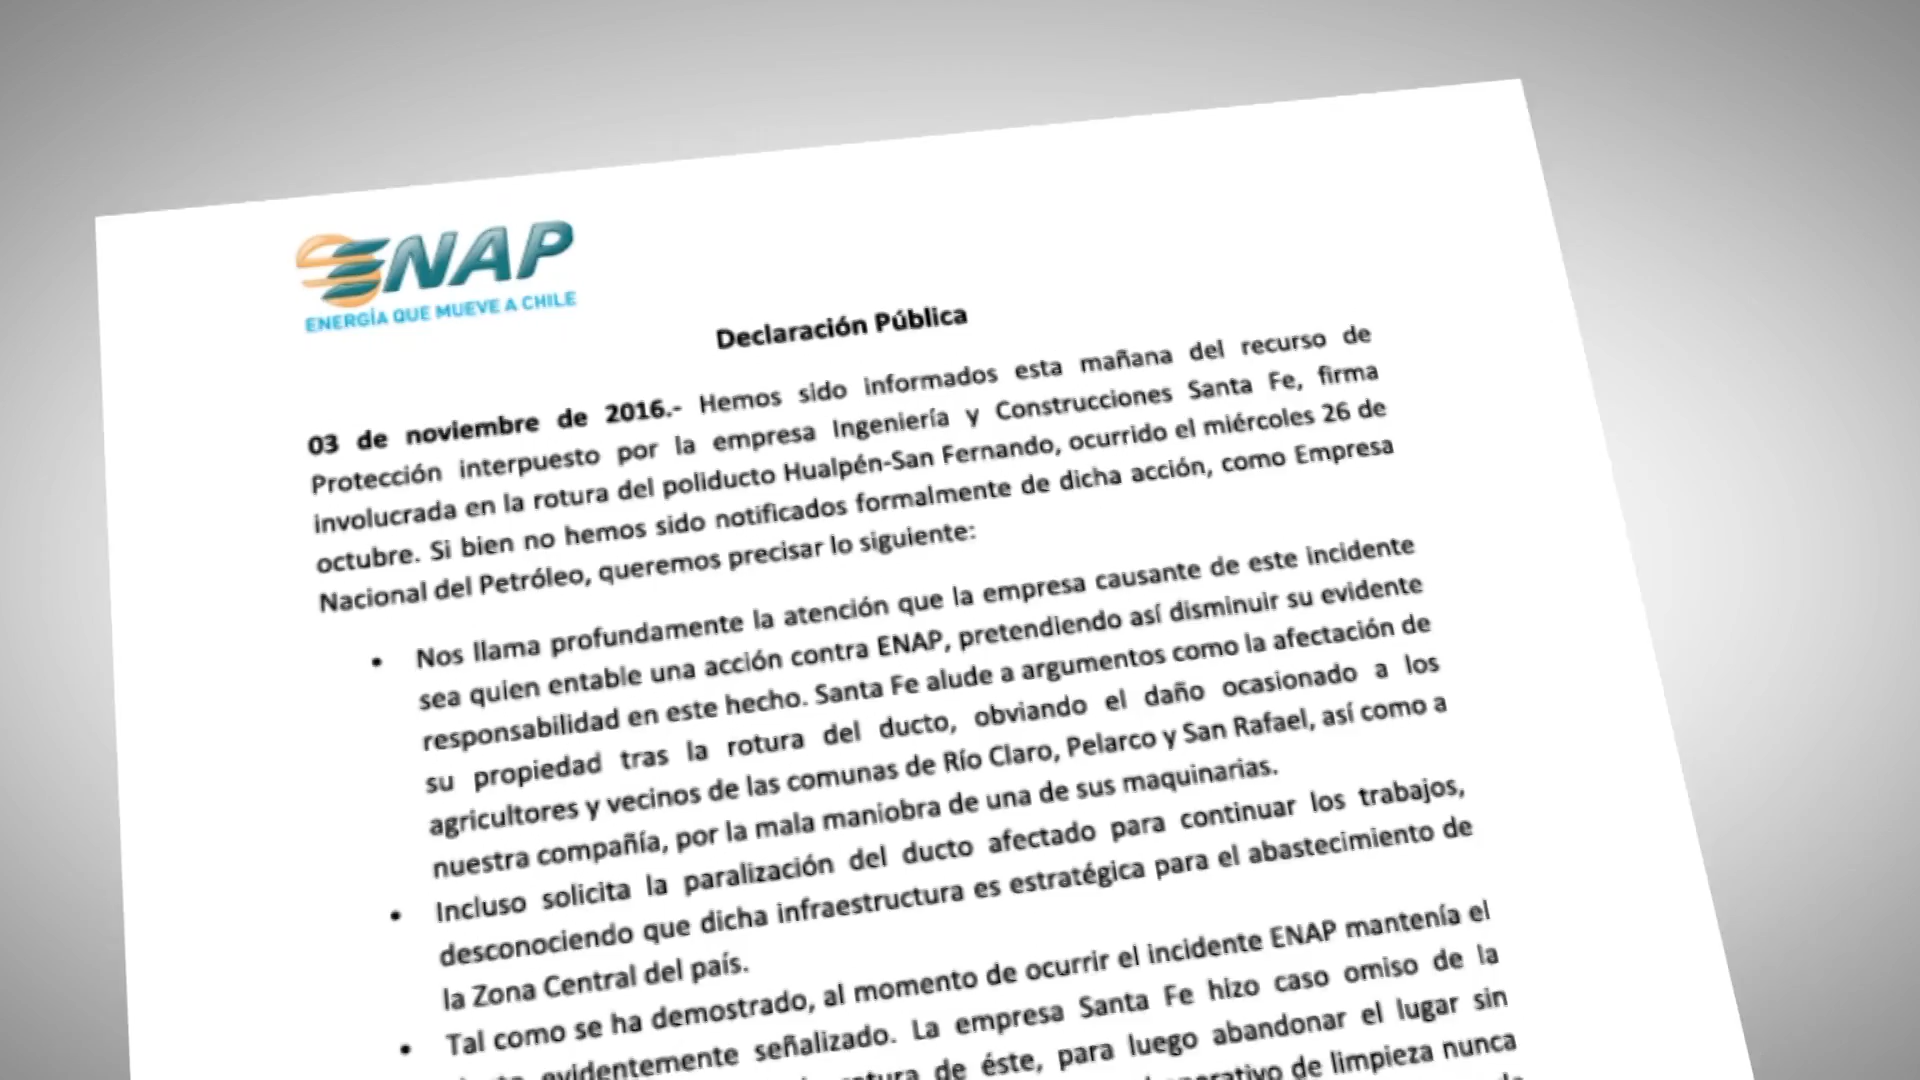 ENAP
ENERGÍA QUE MUEVE A CHILE
Declaración Pública
03 de noviembre de 2016.- Hemos sido informados esta mañana del recurso de
Protección interpuesto por la empresa Ingeniería y Construcciones Santa Fe, firma
involucrada en la rotura del poliducto Hualpén-San Fernando, ocurrido el miércoles 26 de
octubre. Si bien no hemos sido notificados formalmente de dicha acción, como Empresa
Nacional del Petróleo, queremos precisar lo siguiente:
• Nos llama profundamente la atención que la empresa causante de este incidente
sea quien entable una acción contra ENAP, pretendiendo así disminuir su evidente
responsabilidad en este hecho. Santa Fe alude a argumentos como la afectación de
su propiedad tras la rotura del ducto, obviando el daño ocasionado a los
agricultores y vecinos de las comunas de Río Claro, Pelarco y San Rafael, así como a
nuestra compañía, por la mala maniobra de una de sus maquinarias.
• Incluso solicita la paralización del ducto afectado para continuar los trabajos,
desconociendo que dicha infraestructura es estratégica para el abastecimiento de
la Zona Central del país.
• Tal como se ha demostrado, al momento de ocurrir el incidente ENAP mantenía el
evidentemente señalizado. La empresa Santa Fe hizo caso omiso de la
de éste, para luego abandonar el lugar sin
de limpieza nunca